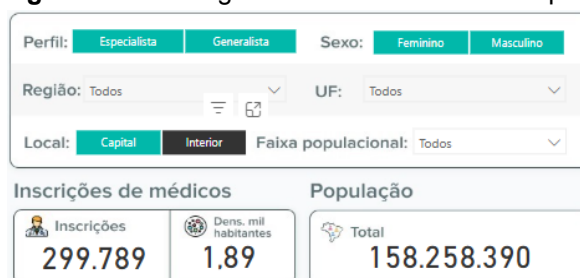 Perfil: Especialista Generalista Sexo: Feminino Masculino
Região: Todos UF: Todos
Local: Capital Interior Faixa populacional: Todos
Inscrições de médicos População
Inscrições Dens. mil habitantes Total
299.789 1,89 158.258.390